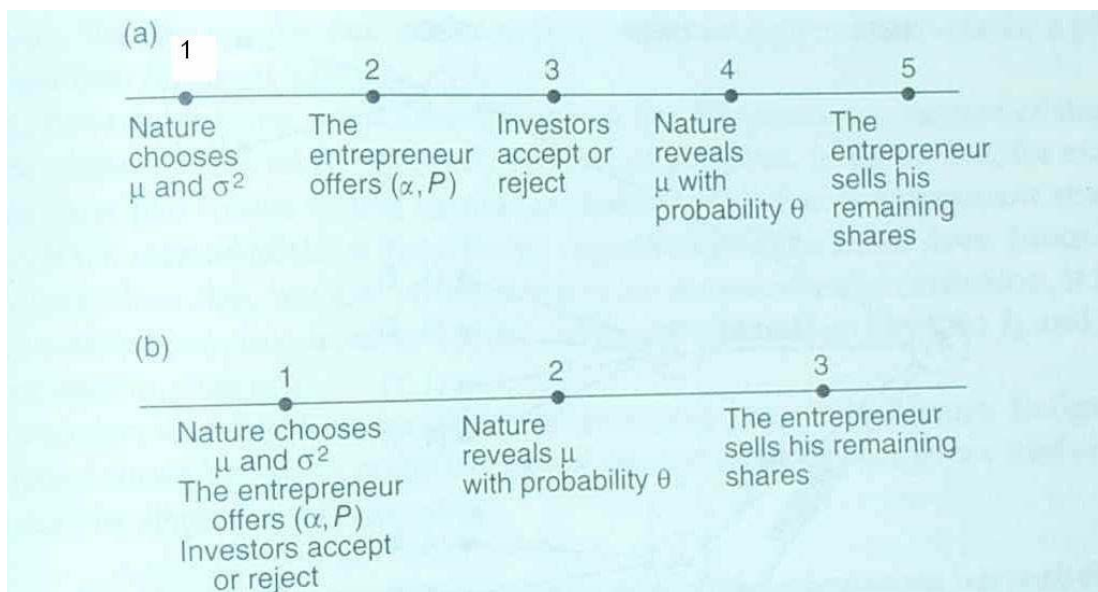 (a)
1
2
3
4
5
Nature
chooses
μ and σ²
The
entrepreneur
offers (α, P)
Investors
accept or
reject
Nature
reveals
μ with
probability θ
The
entrepreneur
sells his
remaining
shares
(b)
1
2
3
Nature chooses
μ and σ²
The entrepreneur
offers (α, P)
Investors accept
or reject
Nature
reveals μ
with probability θ
The entrepreneur
sells his remaining
shares